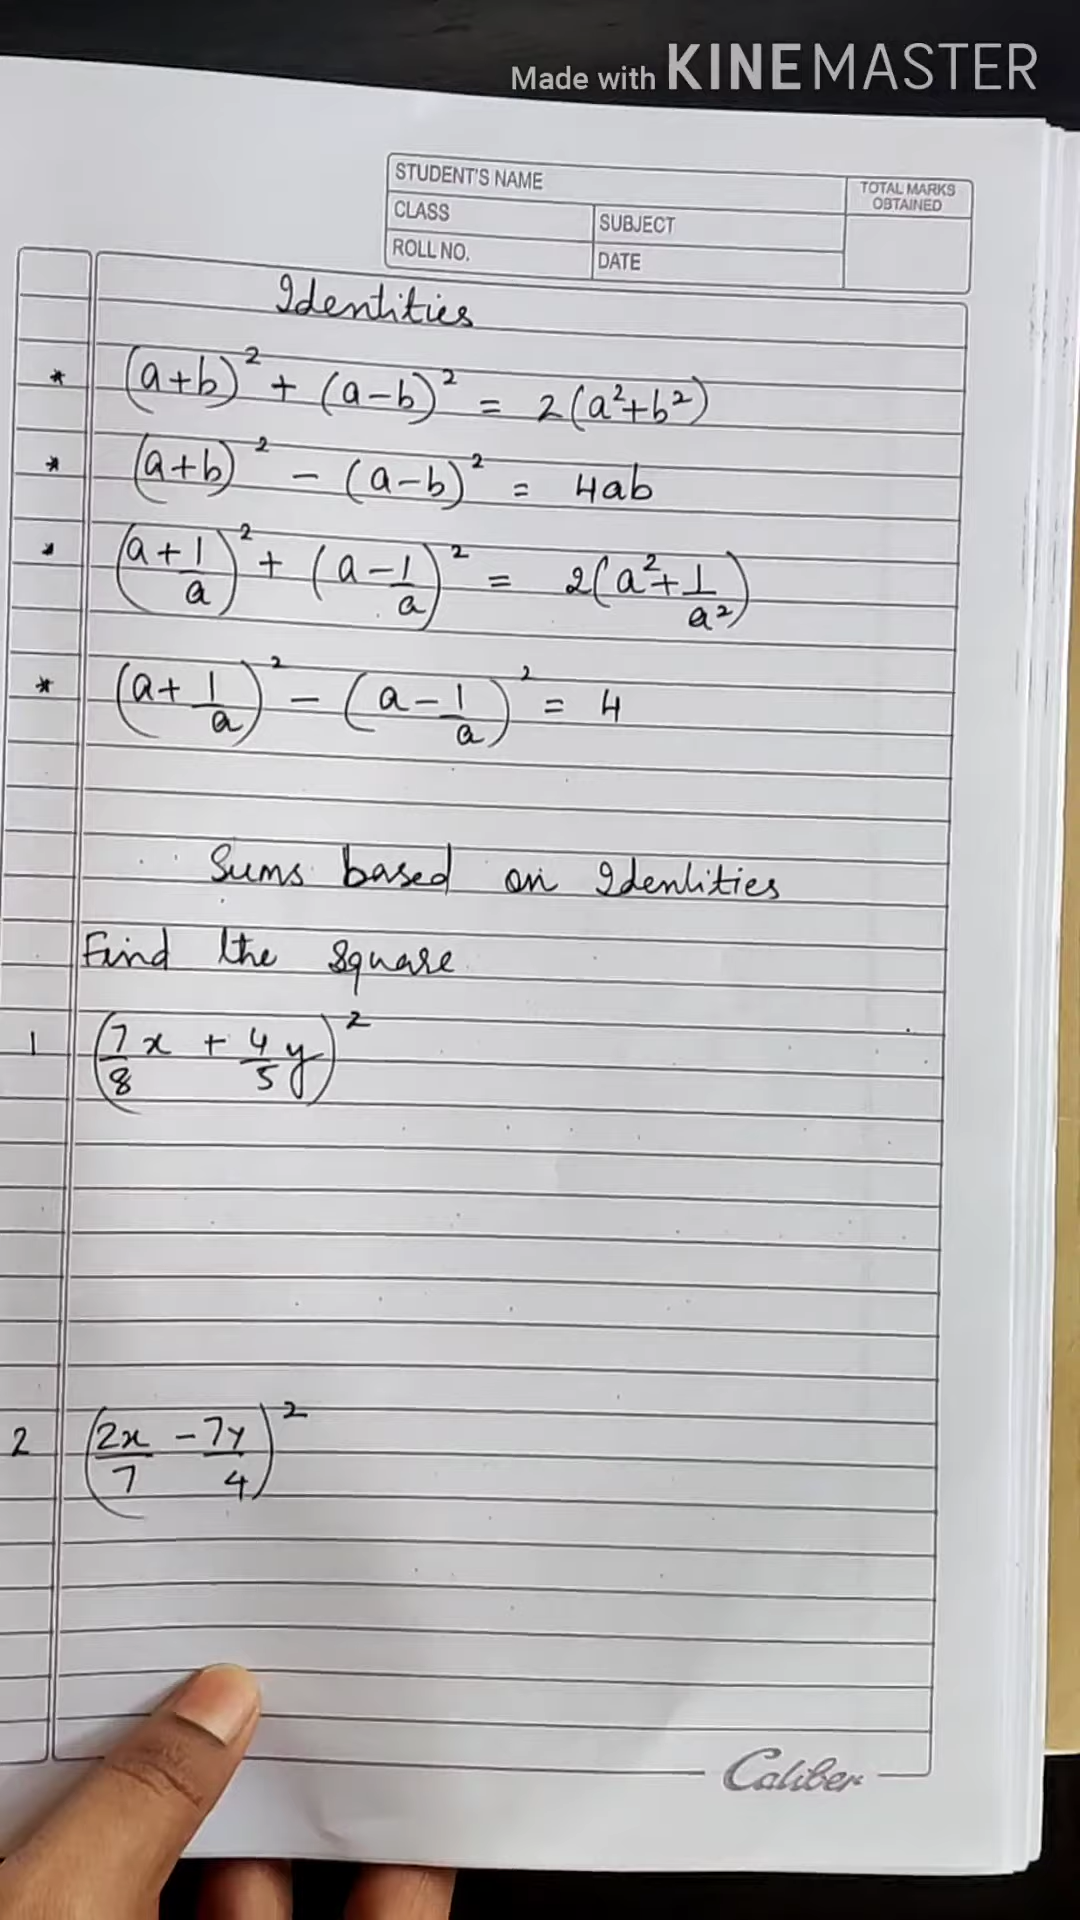 Made with KINEMASTER
STUDENT'S NAME
TOTAL MARKS OBTAINED
CLASS
SUBJECT
ROLL NO.
DATE
Identities
* (a+b)² + (a-b)² = 2(a²+b²)
* (a+b)² - (a-b)² = 4ab
* (a+1/a)² + (a-1/a)² = 2(a²+1/a²)
* (a+1/a)² - (a-1/a)² = 4
Sums based on Identities
Find the square
1 (7/8 x + 4/5 y)²
2 (2x/7 - 7y/4)²
Caliber